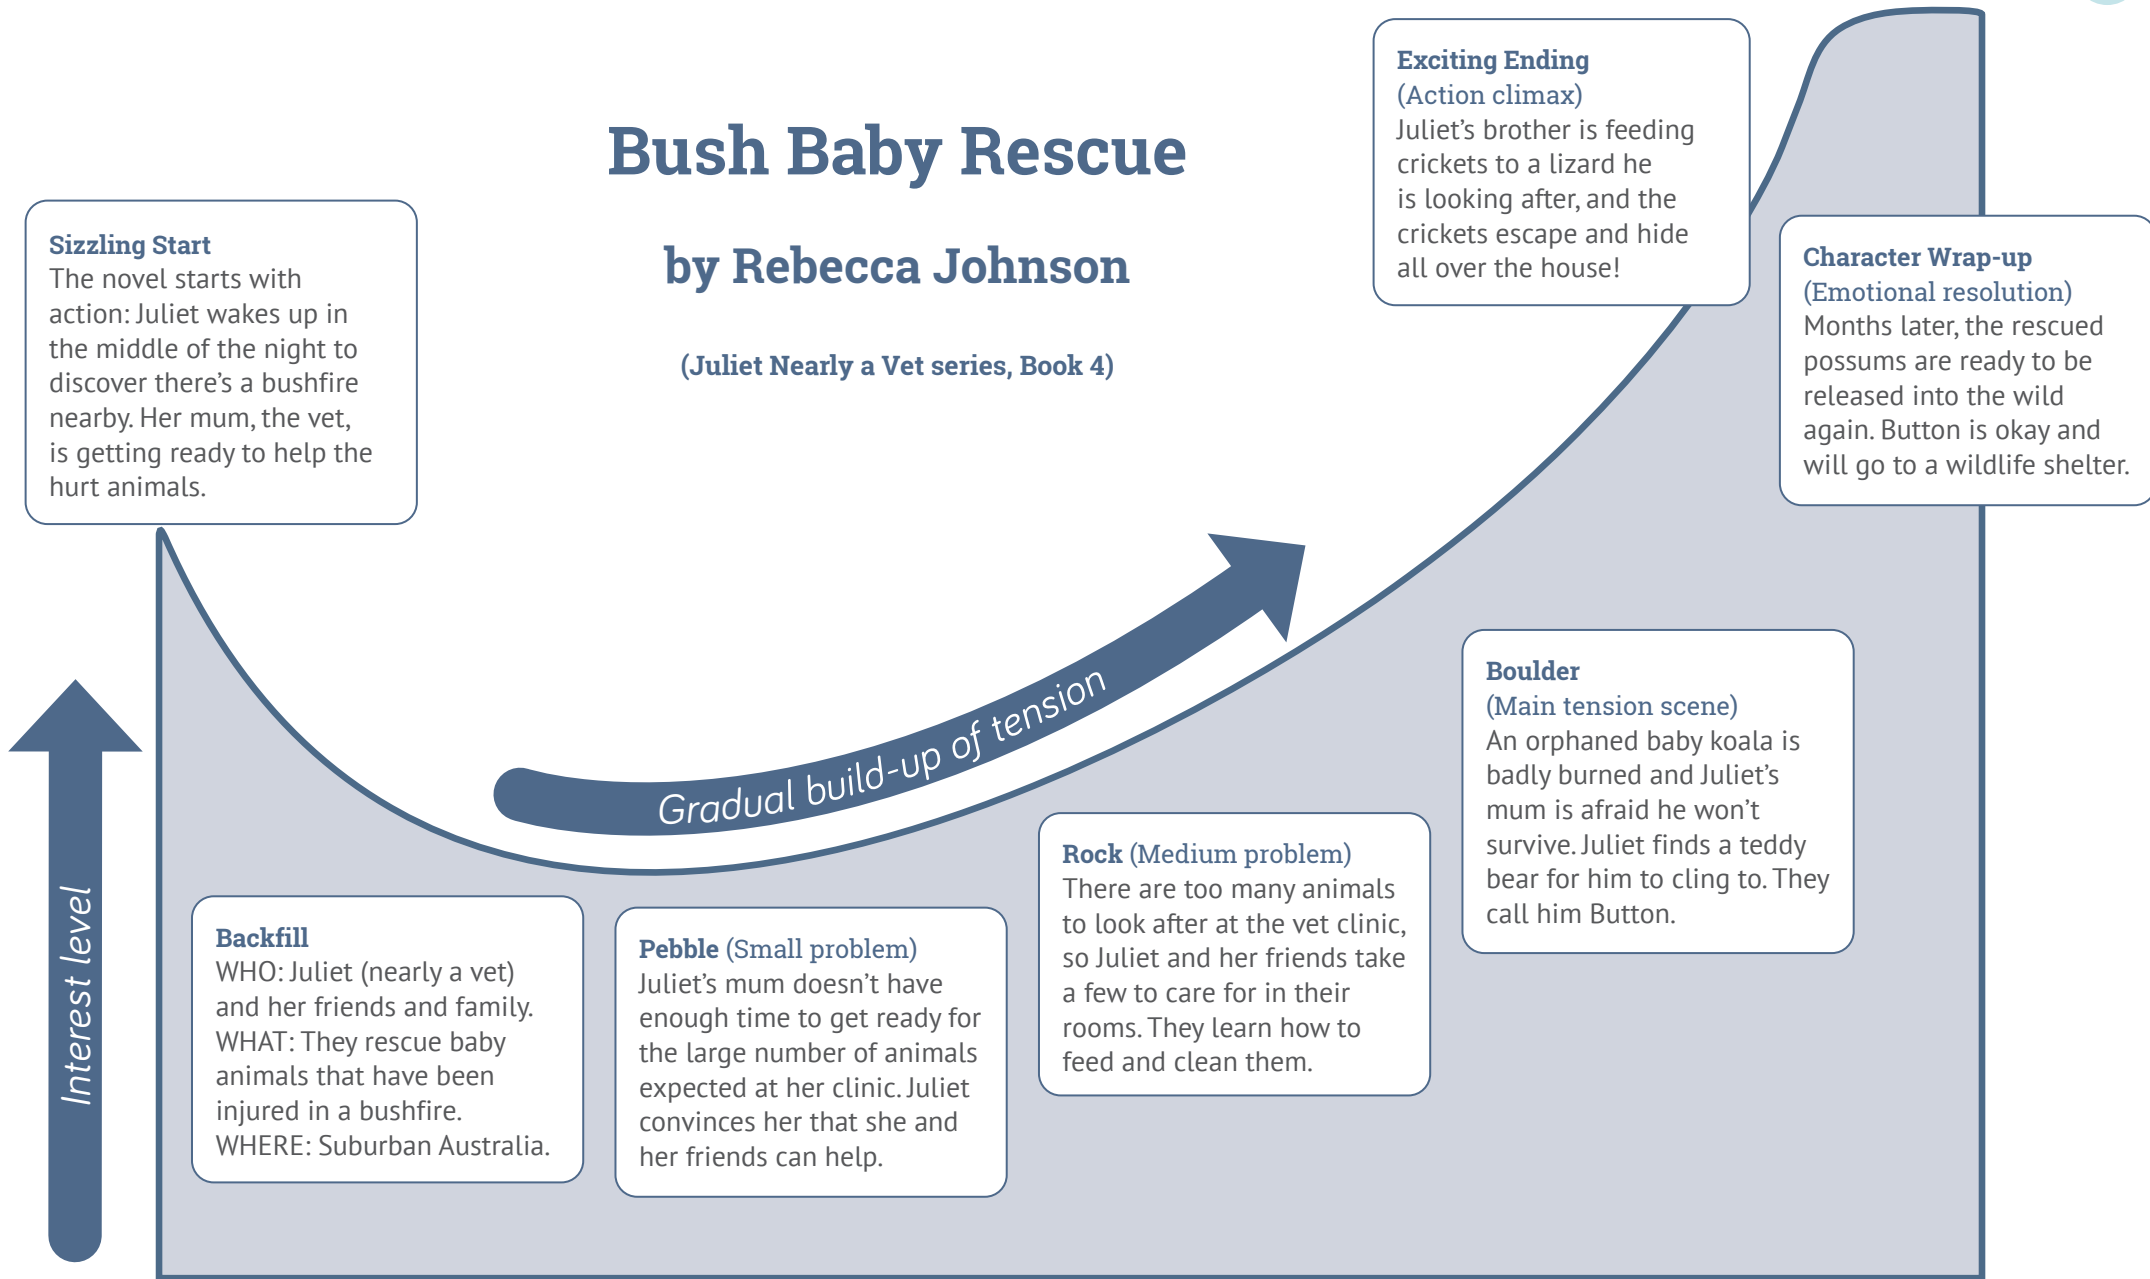 Bush Baby Rescue
by Rebecca Johnson
(Juliet Nearly a Vet series, Book 4)
Sizzling Start
The novel starts with
action: Juliet wakes up in
the middle of the night to
discover there's a bushfire
nearby. Her mum, the vet,
is getting ready to help the
hurt animals.
Backfill
WHO: Juliet (nearly a vet)
and her friends and family.
WHAT: They rescue baby
animals that have been
injured in a bushfire.
WHERE: Suburban Australia.
Pebble (Small problem)
Juliet's mum doesn't have
enough time to get ready for
the large number of animals
expected at her clinic. Juliet
convinces her that she and
her friends can help.
Rock (Medium problem)
There are too many animals
to look after at the vet clinic,
so Juliet and her friends take
a few to care for in their
rooms. They learn how to
feed and clean them.
Boulder
(Main tension scene)
An orphaned baby koala is
badly burned and Juliet's
mum is afraid he won't
survive. Juliet finds a teddy
bear for him to cling to. They
call him Button.
Exciting Ending
(Action climax)
Juliet's brother is feeding
crickets to a lizard he
is looking after, and the
crickets escape and hide
all over the house!
Character Wrap-up
(Emotional resolution)
Months later, the rescued
possums are ready to be
released into the wild
again. Button is okay and
will go to a wildlife shelter.
Gradual build-up of tension
Interest level